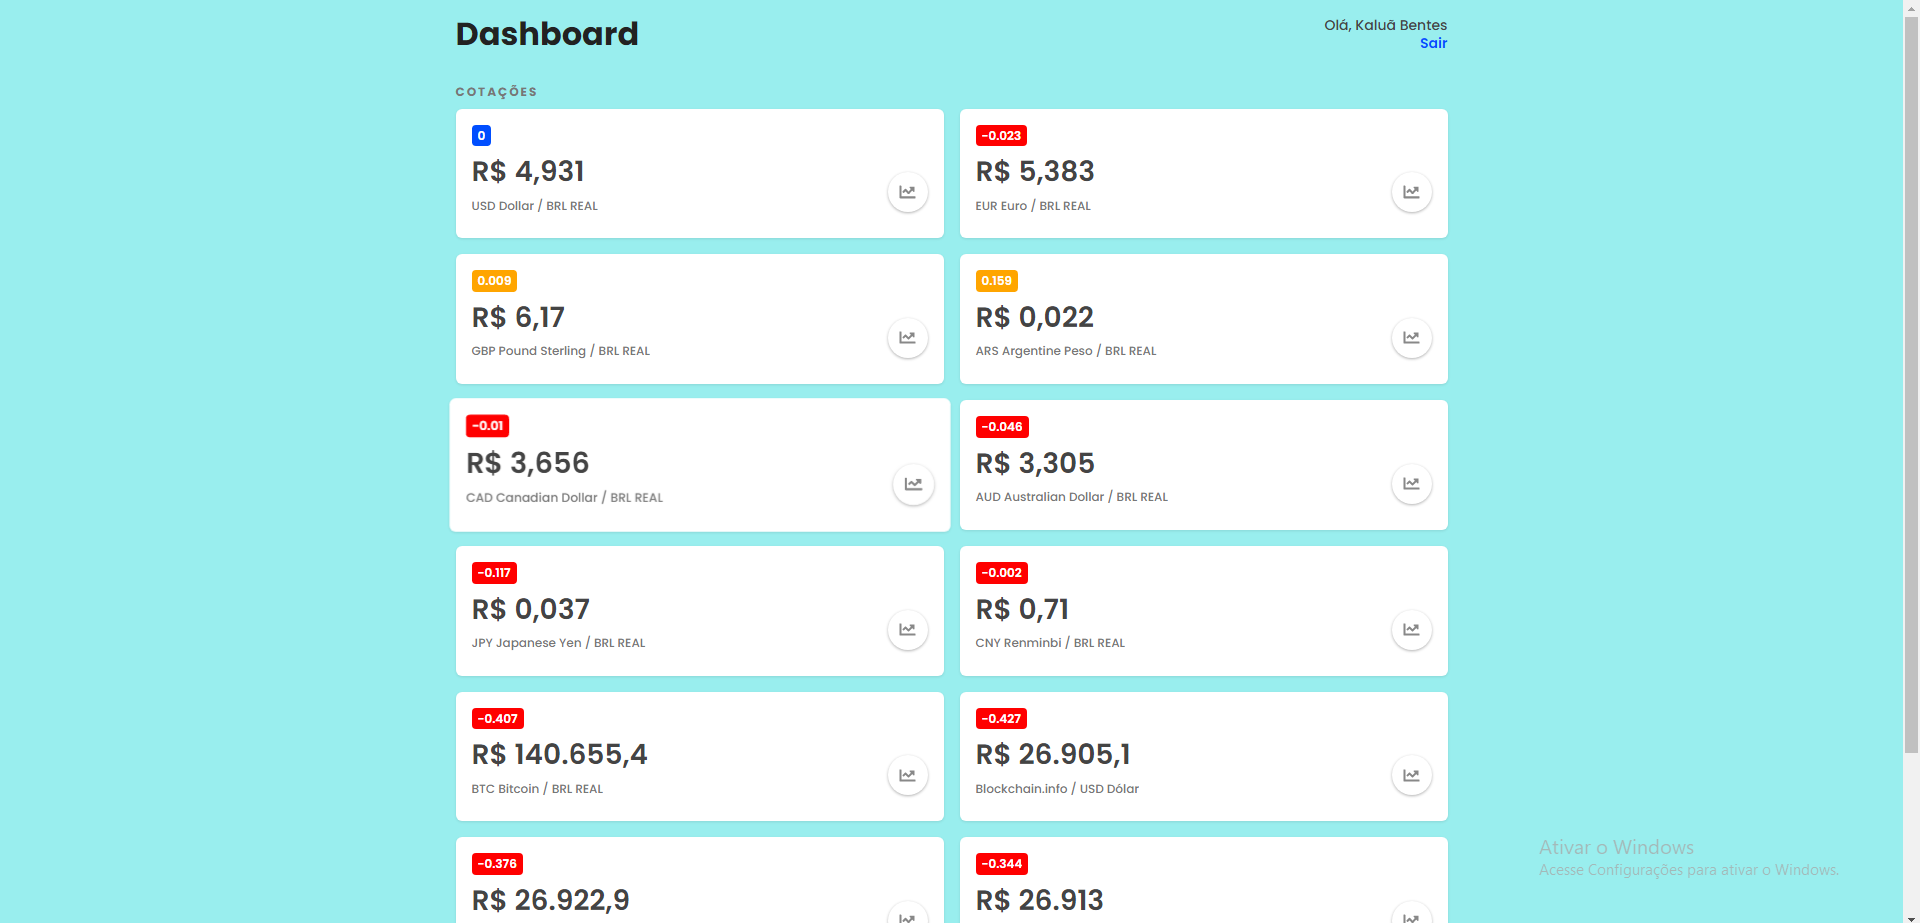 Dashboard
Olá, Kaluã Bentes
Sair
COTAÇÕES
0
R$ 4,931
USD Dollar / BRL REAL
-0.023
R$ 5,383
EUR Euro / BRL REAL
0.009
R$ 6,17
GBP Pound Sterling / BRL REAL
0.159
R$ 0,022
ARS Argentine Peso / BRL REAL
-0.01
R$ 3,656
CAD Canadian Dollar / BRL REAL
-0.046
R$ 3,305
AUD Australian Dollar / BRL REAL
-0.117
R$ 0,037
JPY Japanese Yen / BRL REAL
-0.002
R$ 0,71
CNY Renminbi / BRL REAL
-0.407
R$ 140.655,4
BTC Bitcoin / BRL REAL
-0.427
R$ 26.905,1
Blockchain.info / USD Dólar
-0.376
R$ 26.922,9
-0.344
R$ 26.913
Ativar o Windows
Acesse Configurações para ativar o Windows.